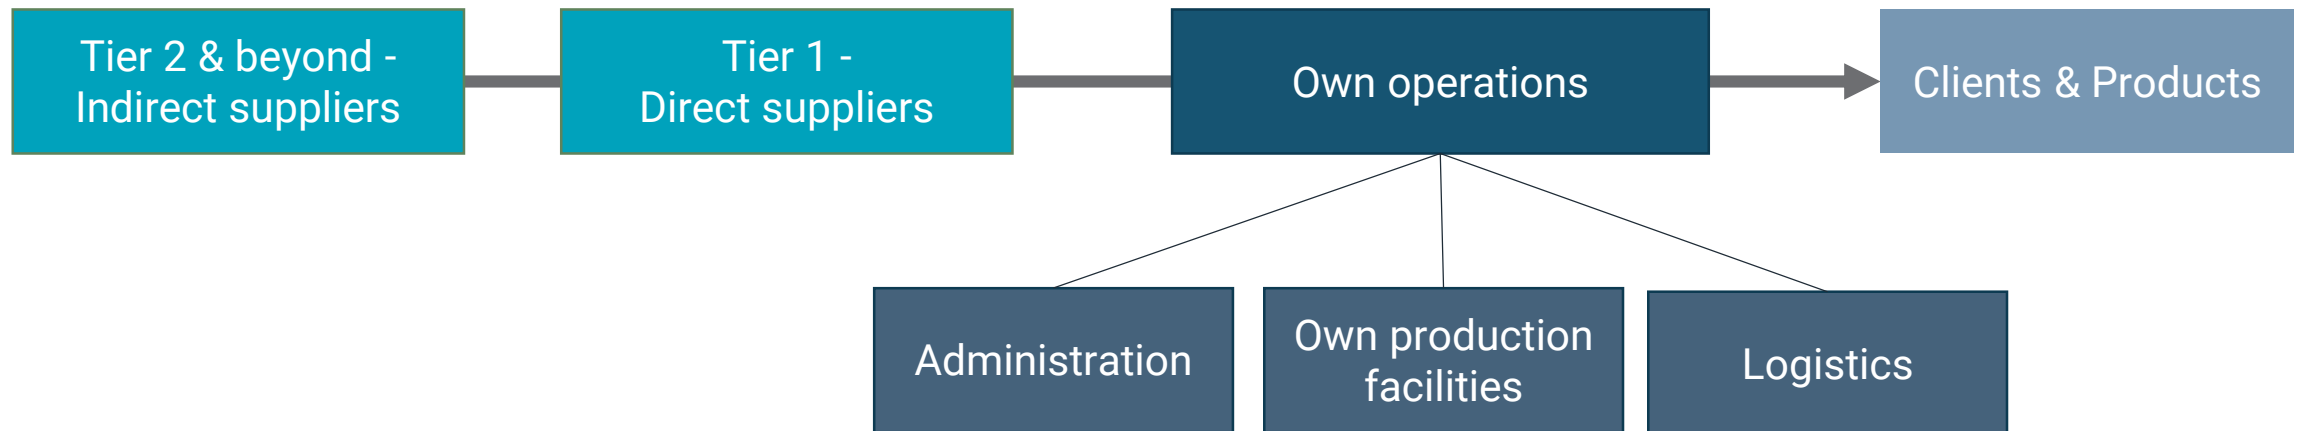 Tier 2 & beyond -
Indirect suppliers
Tier 1 -
Direct suppliers
Own operations
Clients & Products
Administration
Own production
facilities
Logistics